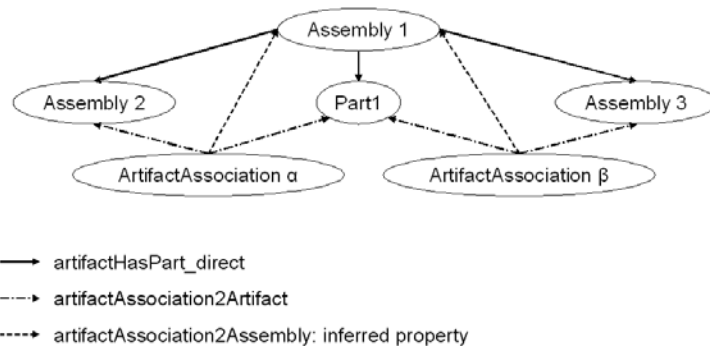 Assembly 1
Assembly 2
Part1
Assembly 3
ArtifactAssociation α
ArtifactAssociation β
artifactHasPart_direct
artifactAssociation2Artifact
artifactAssociation2Assembly: inferred property